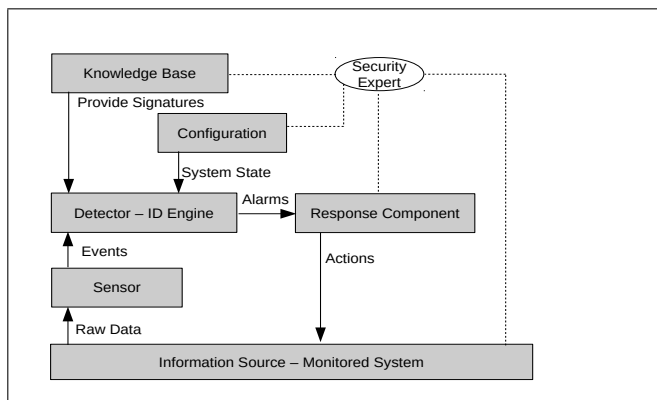 Knowledge Base
Security
Expert
Provide Signatures
Configuration
System State
Detector – ID Engine
Alarms
Response Component
Events
Actions
Sensor
Raw Data
Information Source – Monitored System